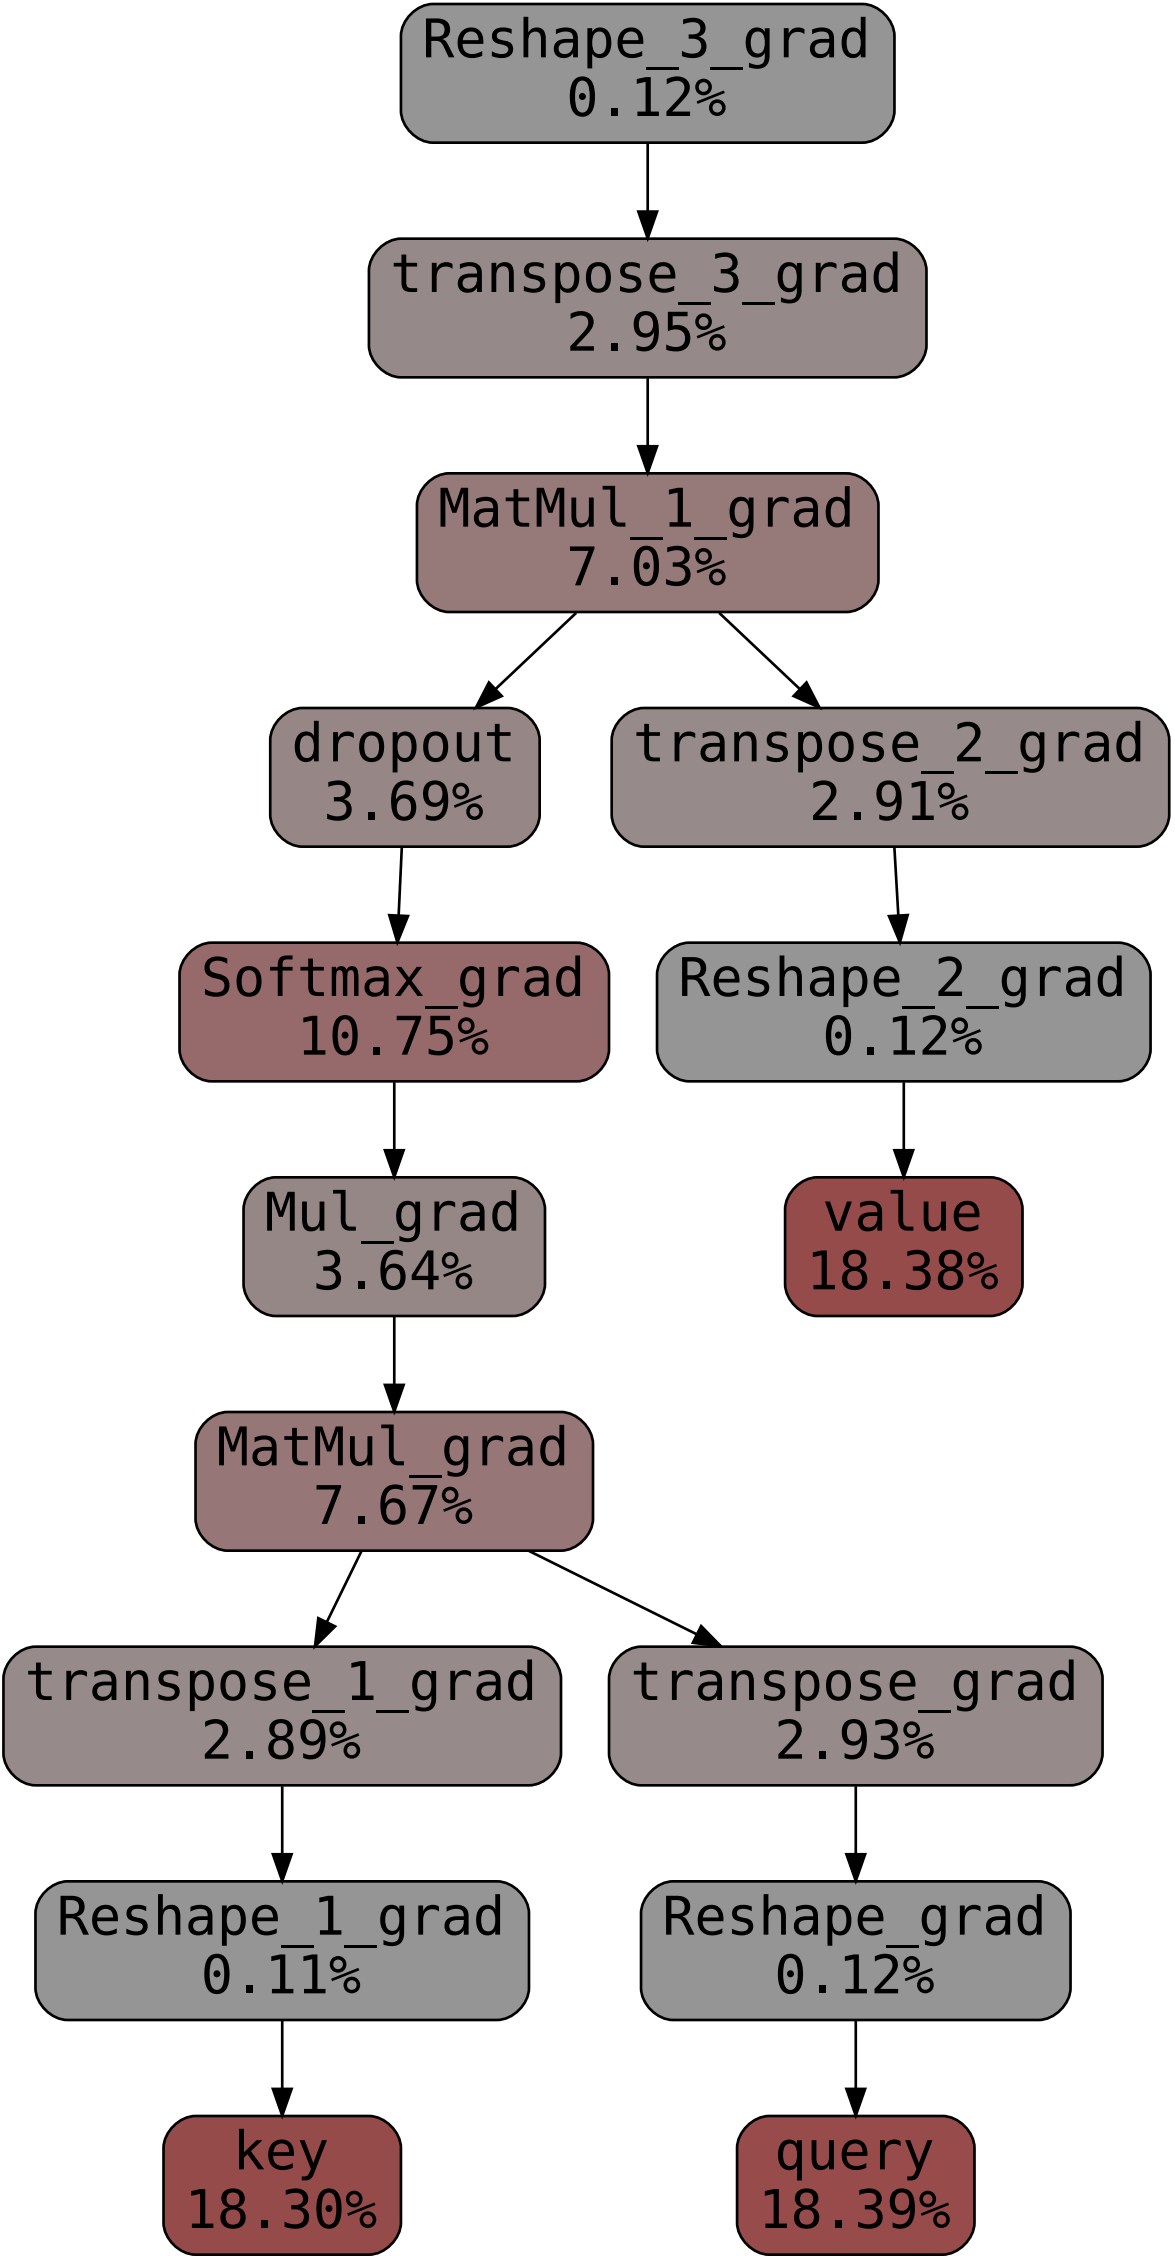 Reshape_3_grad
0.12%
transpose_3_grad
2.95%
MatMul_1_grad
7.03%
dropout
3.69%
transpose_2_grad
2.91%
Softmax_grad
10.75%
Reshape_2_grad
0.12%
Mul_grad
3.64%
value
18.38%
MatMul_grad
7.67%
transpose_1_grad
2.89%
transpose_grad
2.93%
Reshape_1_grad
0.11%
Reshape_grad
0.12%
key
18.30%
query
18.39%